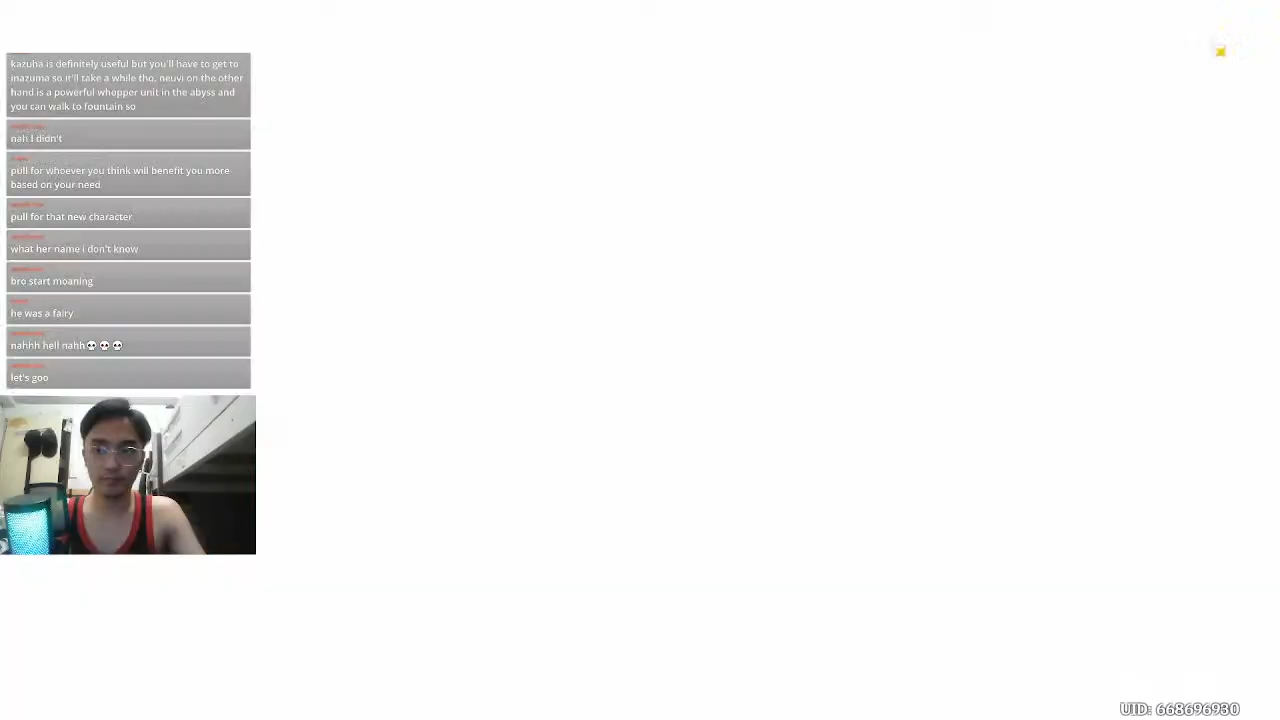 kazuha is definitely useful but you'll have to get to
inazuma so it'll take a while tho, neuvi on the other
hand is a powerful whopper unit in the abyss and
you can walk to fountain so
nah I didn't
pull for whoever you think will benefit you more
based on your need
pull for that new character
what her name i don't know
bro start moaning
he was a fairy
nahhh hell nahh💀💀💀
let's goo
UID: 668696930